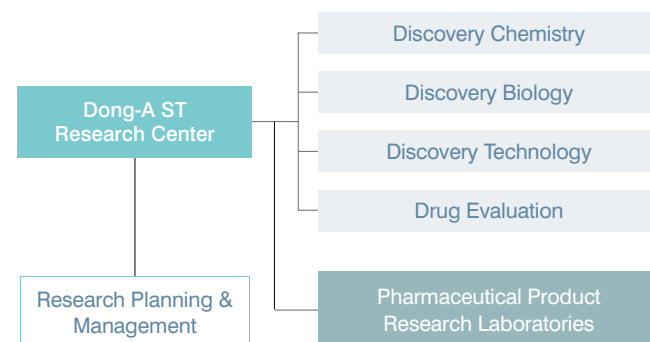 Discovery Chemistry
Dong-A ST
Research Center
Discovery Biology
Discovery Technology
Drug Evaluation
Research Planning &
Management
Pharmaceutical Product
Research Laboratories